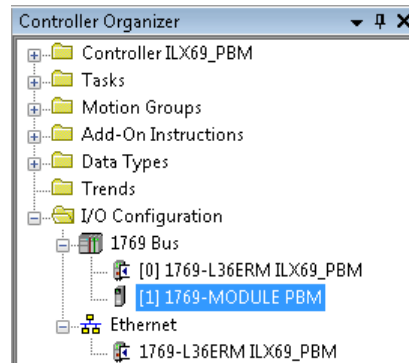 Controller Organizer
Controller ILX69_PBM
Tasks
Motion Groups
Add-On Instructions
Data Types
Trends
I/O Configuration
1769 Bus
[0] 1769-L36ERM ILX69_PBM
[1] 1769-MODULE PBM
Ethernet
1769-L36ERM ILX69_PBM